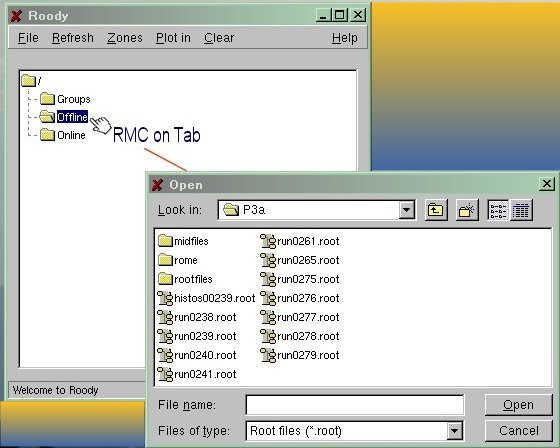 Roody
File Refresh Zones Plot in Clear Help
/
Groups
Offline
Online
RMC on Tab
Open
Look in: P3a
midfiles run0261.root
rome run0265.root
rootfiles run0275.root
histos00239.root run0276.root
run0238.root run0277.root
run0239.root run0278.root
run0240.root run0279.root
run0241.root
File name: Open
Files of type: Root files (*.root) Cancel
Welcome to Roody